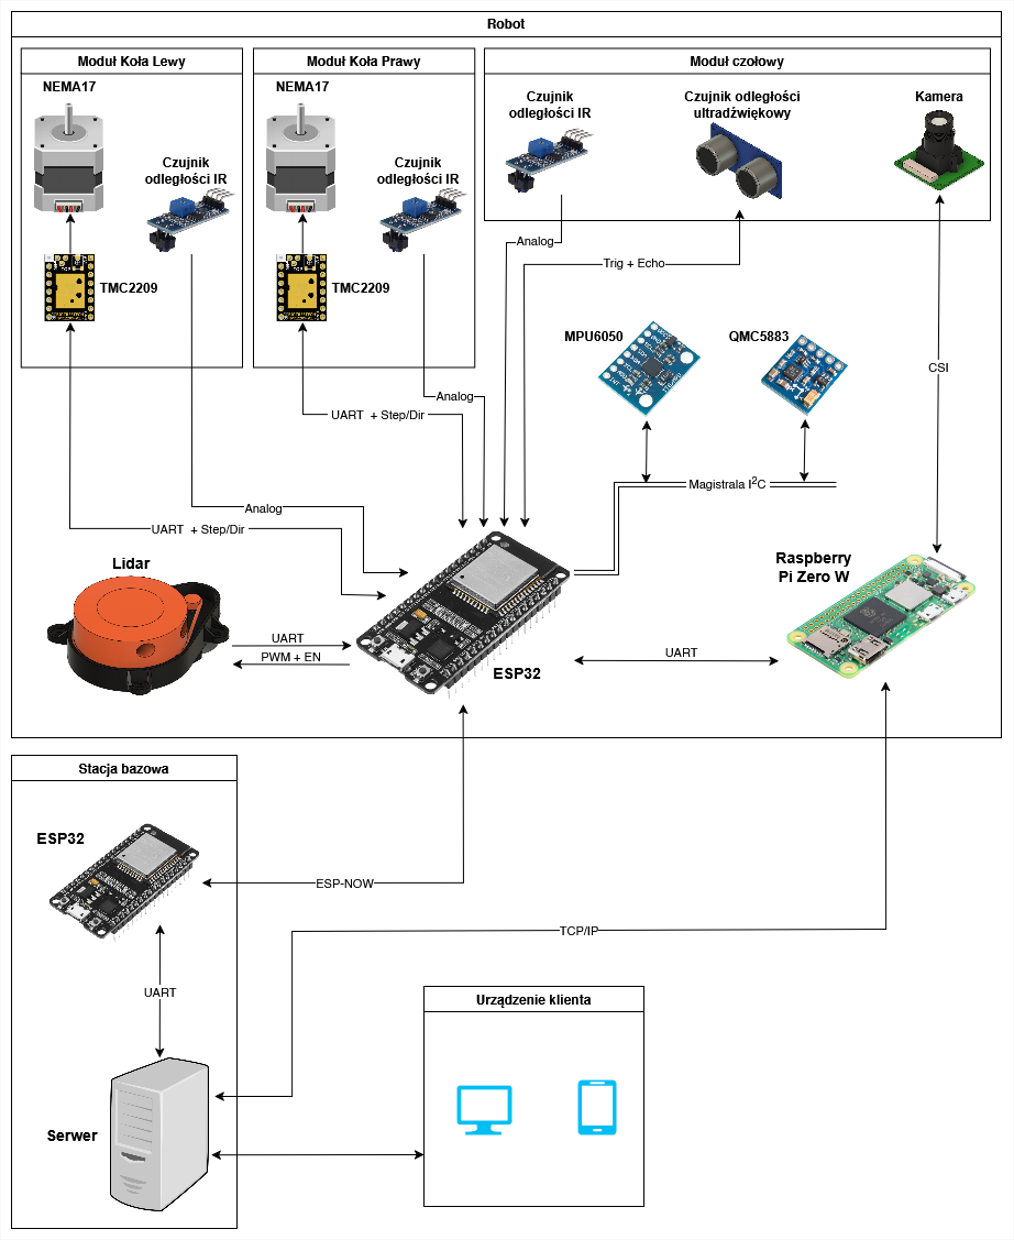 Robot
Moduł Koła Lewy
Moduł Koła Prawy
Moduł czołowy
NEMA17
Czujnik
odległości IR
TMC2209
NEMA17
Czujnik
odległości IR
TMC2209
Czujnik
odległości IR
Czujnik odległości
ultradźwiękowy
Kamera
Analog
Trig + Echo
MPU6050
QMC5883
CSI
Analog
UART + Step/Dir
Magistrala I²C
Analog
UART + Step/Dir
Lidar
Raspberry
Pi Zero W
UART
PWM + EN
UART
ESP32
Stacja bazowa
ESP32
ESP-NOW
TCP/IP
UART
Urządzenie klienta
Serwer